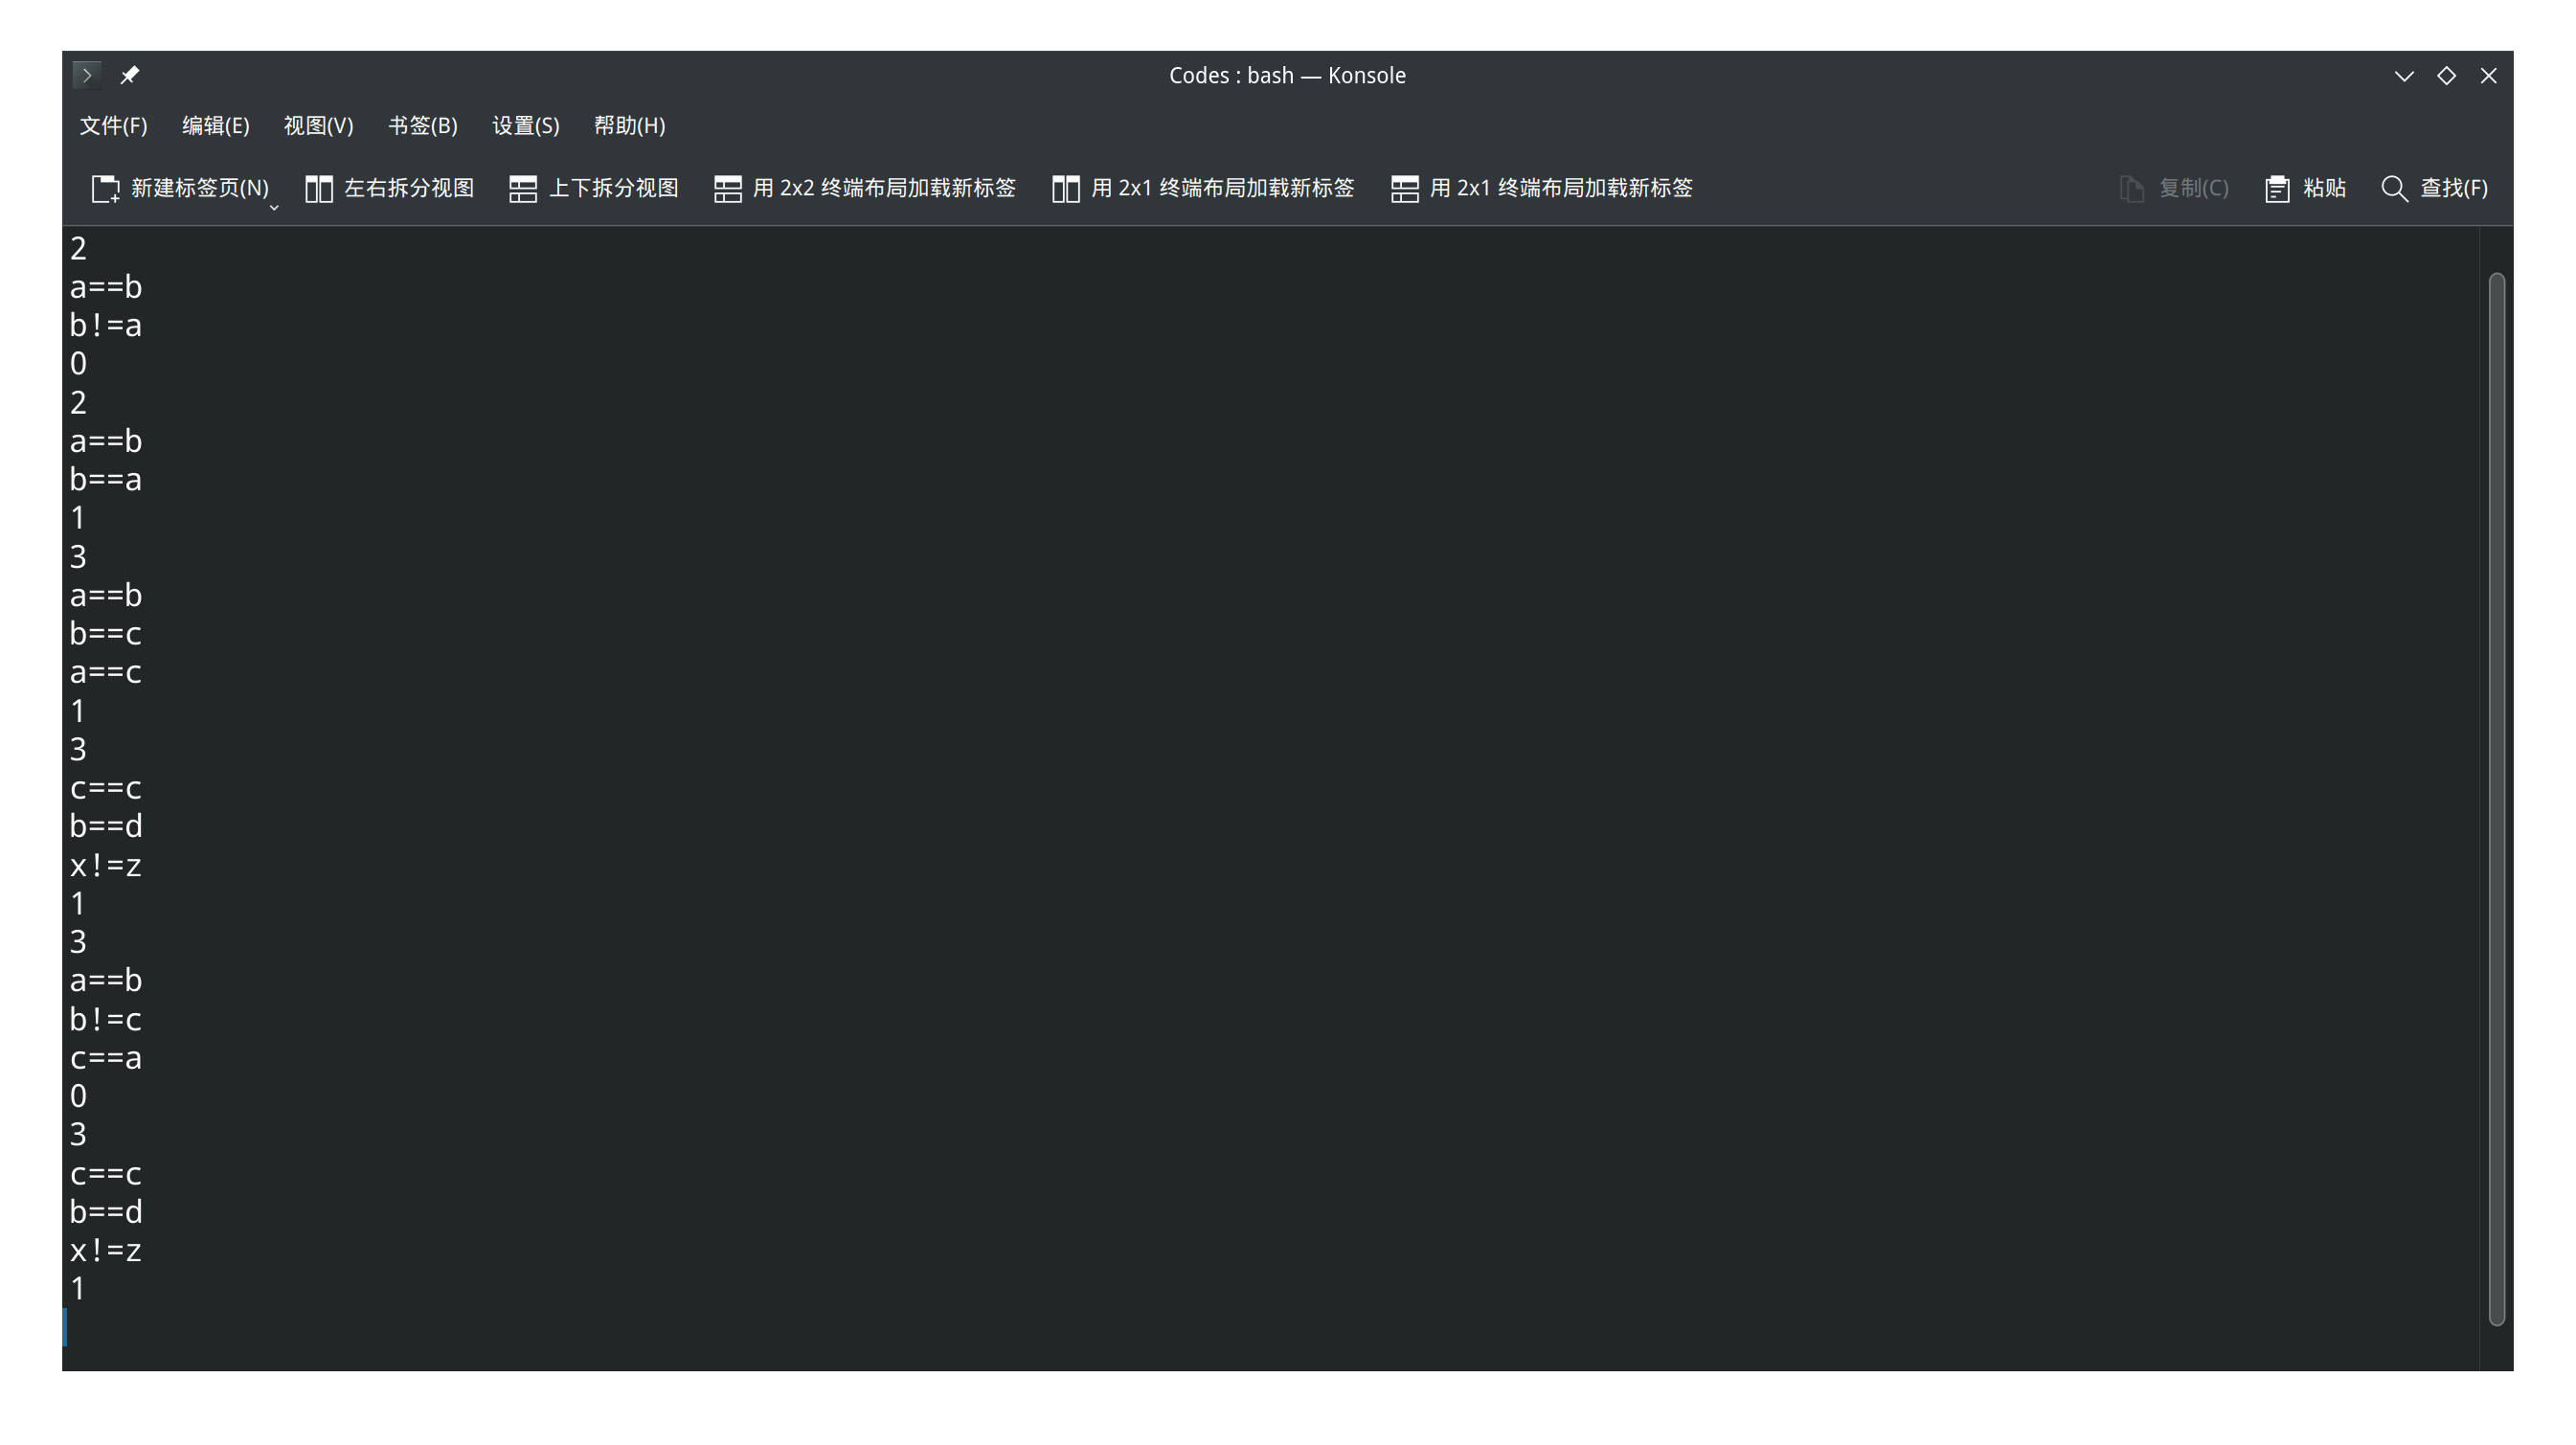 Codes : bash — Konsole
文件(F) 编辑(E) 视图(V) 书签(B) 设置(S) 帮助(H)
新建标签页(N) 左右拆分视图 上下拆分视图 用 2x2 终端布局加载新标签 用 2x1 终端布局加载新标签 用 2x1 终端布局加载新标签 复制(C) 粘贴 查找(F)
2
a==b
b!=a
0
2
a==b
b==a
1
3
a==b
b==c
a==c
1
3
c==c
b==d
x!=z
1
3
a==b
b!=c
c==a
0
3
c==c
b==d
x!=z
1